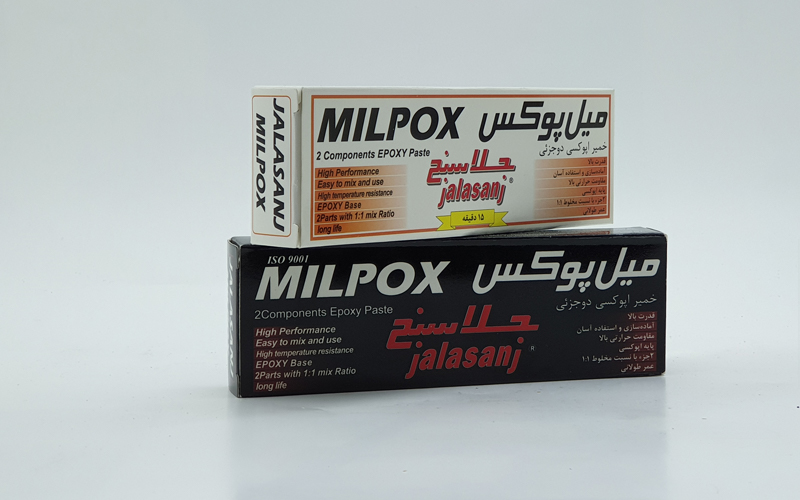 JALASANJ
MILPOX
MILPOX میل پوکس
2 Components EPOXY Paste
خمیر اپوکسی دوجزئی
High Performance
Easy to mix and use
High temperature resistance
EPOXY Base
2Parts with 1:1 mix Ratio
long life
جلاسنج
jalasanj
۱۵ دقیقه
قدرت بالا
آماده‌سازی و استفاده آسان
مقاومت حرارتی بالا
پایه اپوکسی
۲جزء با نسبت مخلوط ۱:۱
عمر طولانی
ISO 9001
MILPOX میل پوکس
2Components Epoxy Paste
خمیر اپوکسی دوجزئی
High Performance
Easy to mix and use
High temperature resistance
EPOXY Base
2Parts with 1:1 mix Ratio
long life
جلاسنج
jalasanj
®
قدرت بالا
آماده‌سازی و استفاده آسان
مقاومت حرارتی بالا
پایه اپوکسی
۲جزء با نسبت مخلوط ۱:۱
عمر طولانی